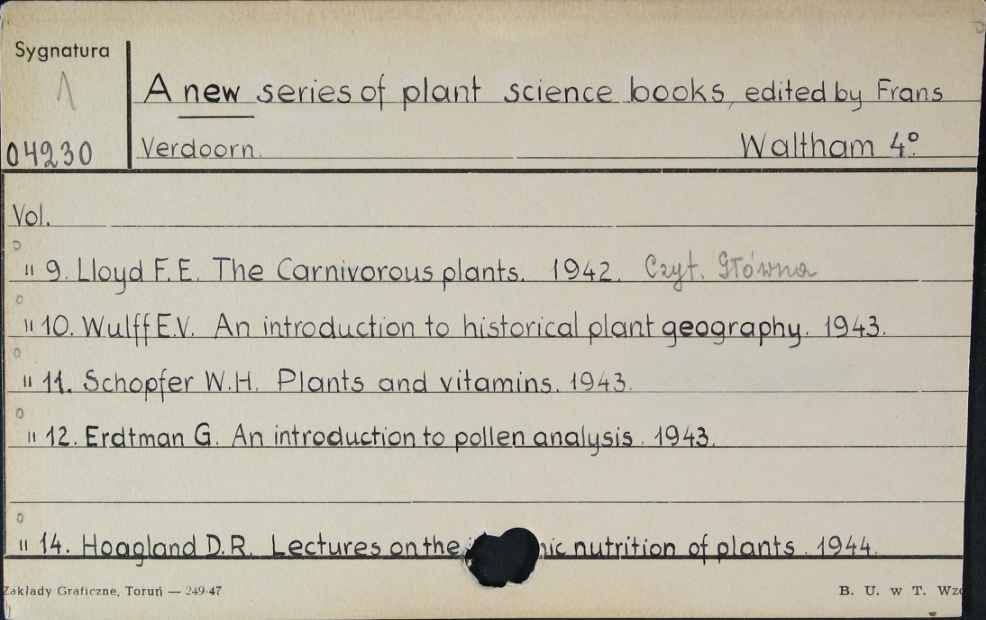 Sygnatura
A new series of plant science books, edited by Frans
04230 Verdoorn. Waltham 4°
Vol.
" 9. Lloyd F.E. The Carnivorous plants. 1942. Czyt. Główna
" 10. Wulff E.V. An introduction to historical plant geography. 1943.
" 11. Schopfer W.H. Plants and vitamins. 1943.
" 12. Erdtman G. An introduction to pollen analysis. 1943.
" 14. Hoagland D.R. Lectures on the nic nutrition of plants. 1944.
Zakłady Graficzne, Toruń — 249-47 B. U. w T. Wzó